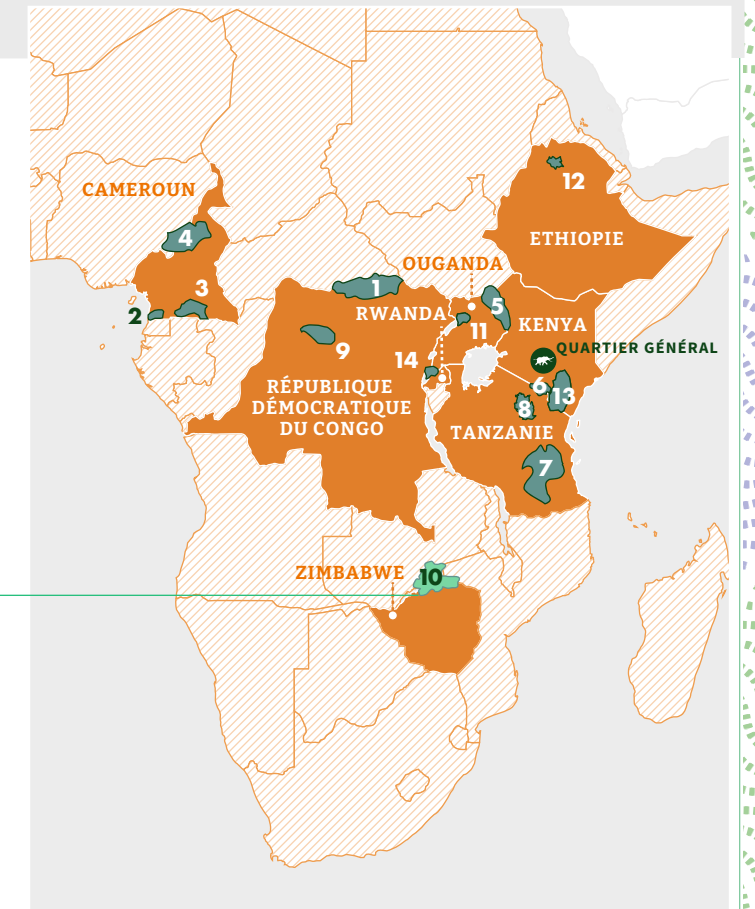 12
CAMEROUN
4
ETHIOPIE
OUGANDA
1
3
5
RWANDA
2
11
KENYA
9
QUARTIER GÉNÉRAL
14
6
13
RÉPUBLIQUE
DÉMOCRATIQUE
DU CONGO
8
TANZANIE
7
ZIMBABWE
10